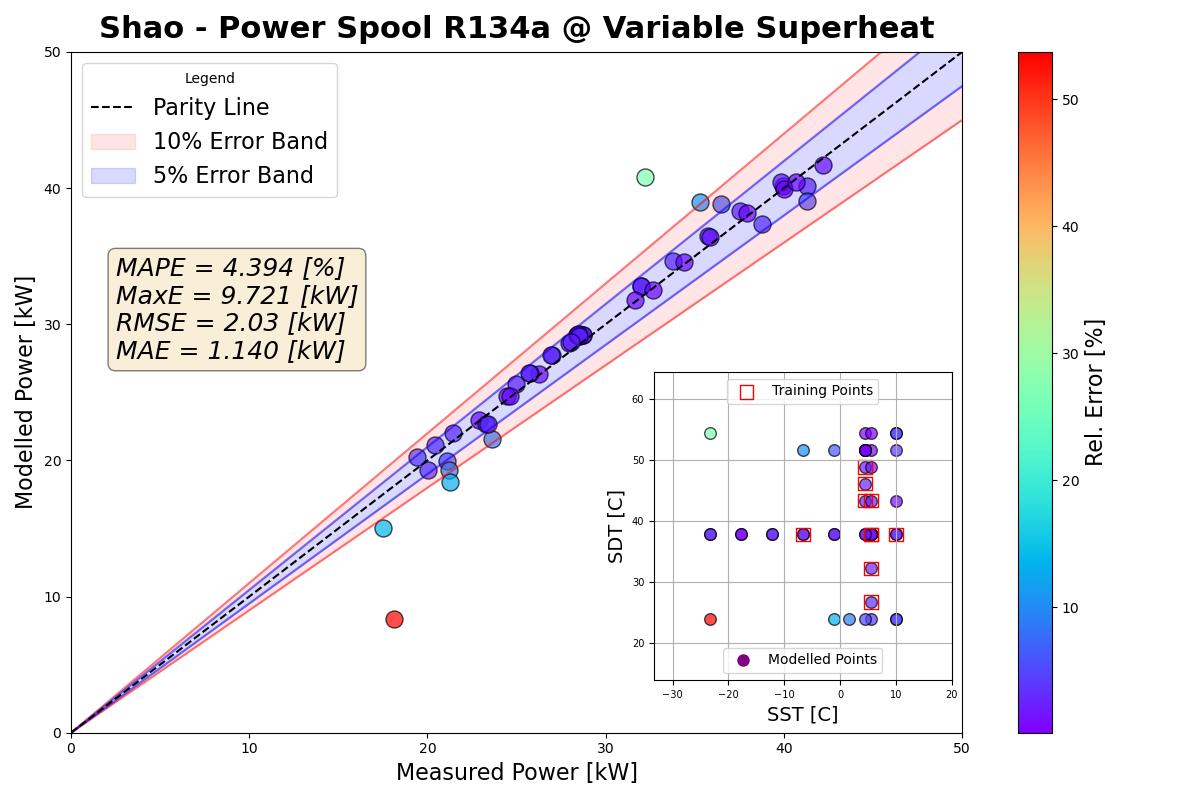 Shao - Power Spool R134a @ Variable Superheat
Modelled Power [kW]
50
40
30
20
10
0
Legend
Parity Line
10% Error Band
5% Error Band
MAPE = 4.394 [%]
MaxE = 9.721 [kW]
RMSE = 2.03 [kW]
MAE = 1.140 [kW]
SDT [C]
60
50
40
30
20
Training Points
Modelled Points
−30 −20 −10 0 10 20
SST [C]
0 10 20 30 40 50
Measured Power [kW]
50
40
30
20
10
Rel. Error [%]